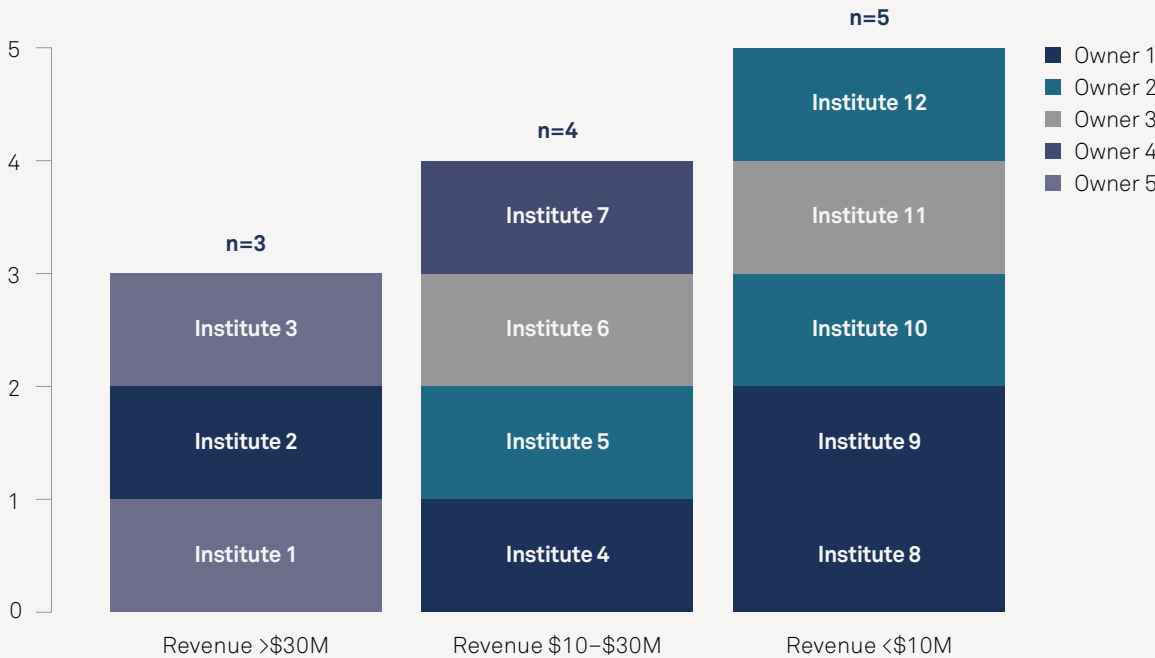 n=5
5
Owner 1
Institute 12
Owner 2
Owner 3
n=4
4
Owner 4
Owner 5
Institute 7
Institute 11
n=3
3
Institute 3
Institute 6
Institute 10
2
Institute 2
Institute 5
Institute 9
1
Institute 1
Institute 4
Institute 8
0
Revenue >$30M
Revenue $10–$30M
Revenue <$10M